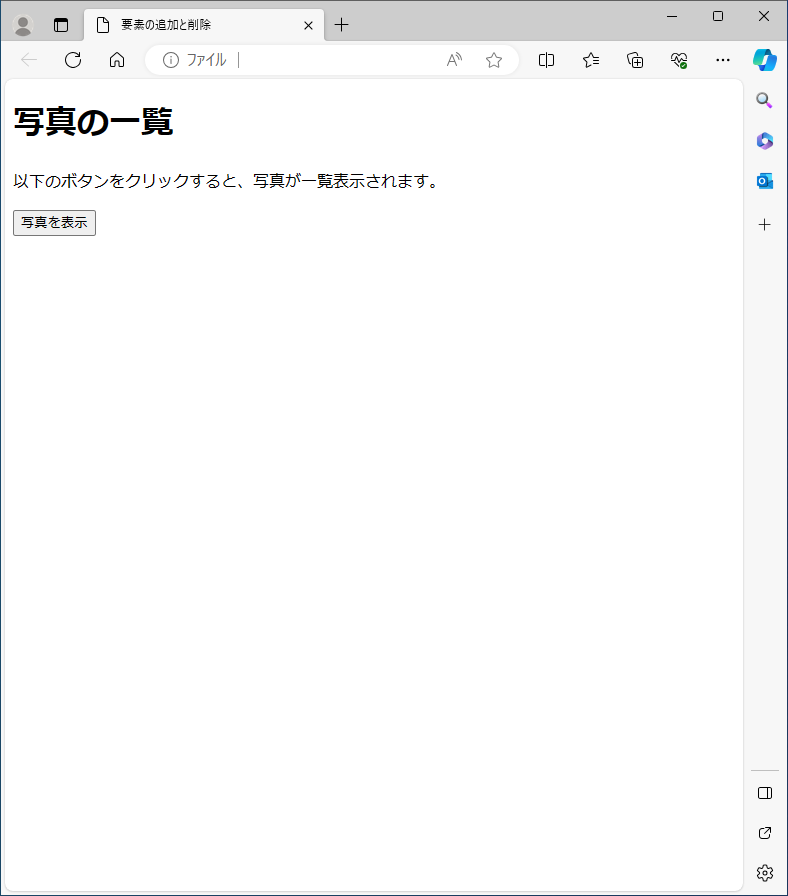 要素の追加と削除
ファイル
写真の一覧
以下のボタンをクリックすると、写真が一覧表示されます。
写真を表示